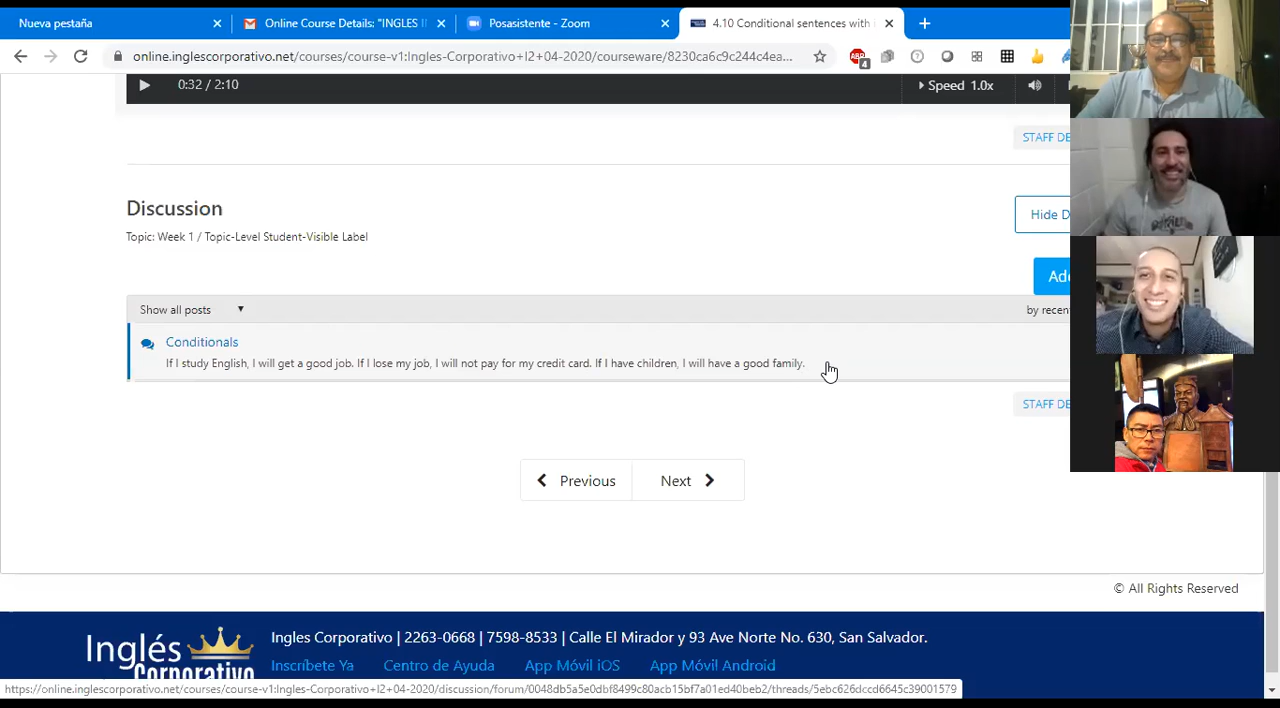 Nueva pestaña
Online Course Details: "INGLES I
Posasistente - Zoom
4.10 Conditional sentences with
online.inglescorporativo.net/courses/course-v1:Ingles-Corporativo+I2+04-2020/courseware/8230ca6c9c244c4ea...
4
0:32 / 2:10
Speed 1.0x
STAFF DE
Discussion
Hide D
Topic: Week 1 / Topic-Level Student-Visible Label
Ad
Show all posts
by recen
Conditionals
If I study English, I will get a good job. If I lose my job, I will not pay for my credit card. If I have children, I will have a good family.
STAFF DE
Previous
Next
© All Rights Reserved
Inglés
Corporativo
Ingles Corporativo | 2263-0668 | 7598-8533 | Calle El Mirador y 93 Ave Norte No. 630, San Salvador.
Inscríbete Ya
Centro de Ayuda
App Móvil iOS
App Móvil Android
https://online.inglescorporativo.net/courses/course-v1:Ingles-Corporativo+I2+04-2020/discussion/forum/0048db5a5e0dbf8499c80acb15bf7a01ed40beb2/threads/5ebc626dccd6645c39001579